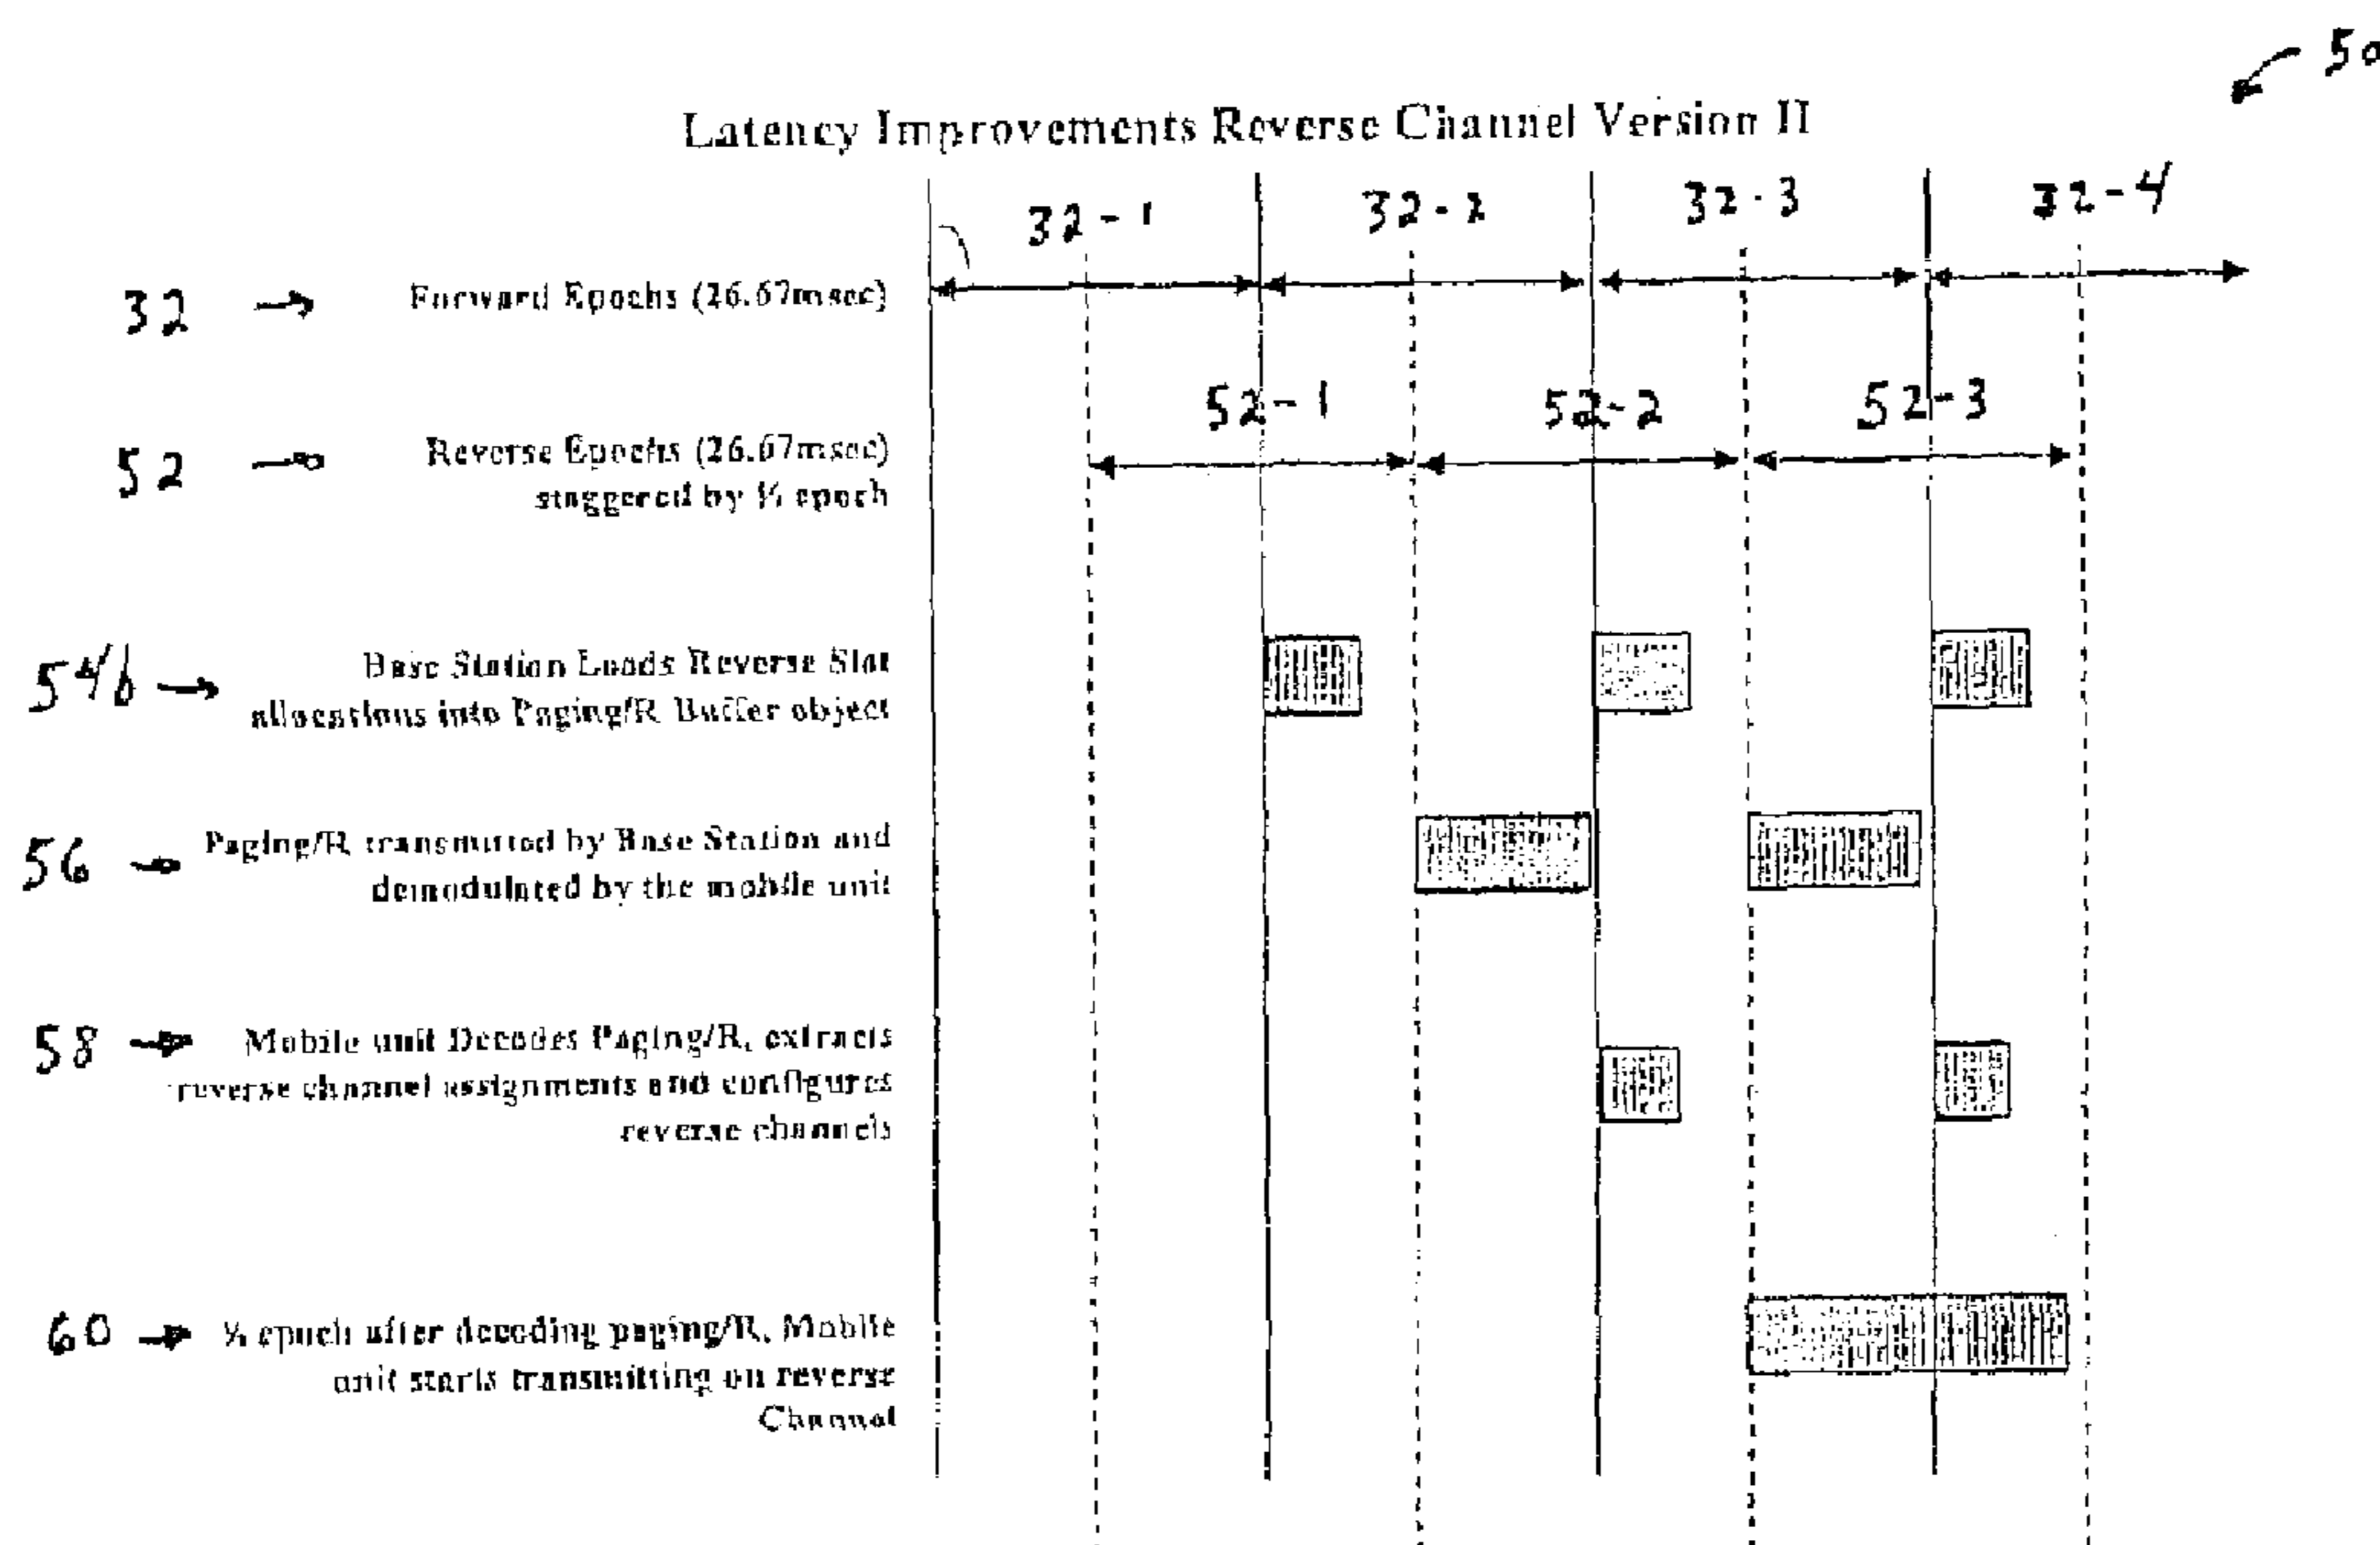 50
Latency Improvements Reverse Channel Version II
32-1
32-2
32-3
32-4
32
Forward Epochs (26.67msec)
52-1
52-2
52-3
52
Reverse Epochs (26.67msec)
staggered by ½ epoch
54b
Base Station Loads Reverse Slot
allocations into Paging/R Buffer object
56
Paging/R transmitted by Base Station and
demodulated by the mobile unit
58
Mobile unit Decodes Paging/R, extracts
reverse channel assignments and configures
reverse channels
60
½ epoch after decoding paging/R, Mobile
unit starts transmitting on reverse
Channel